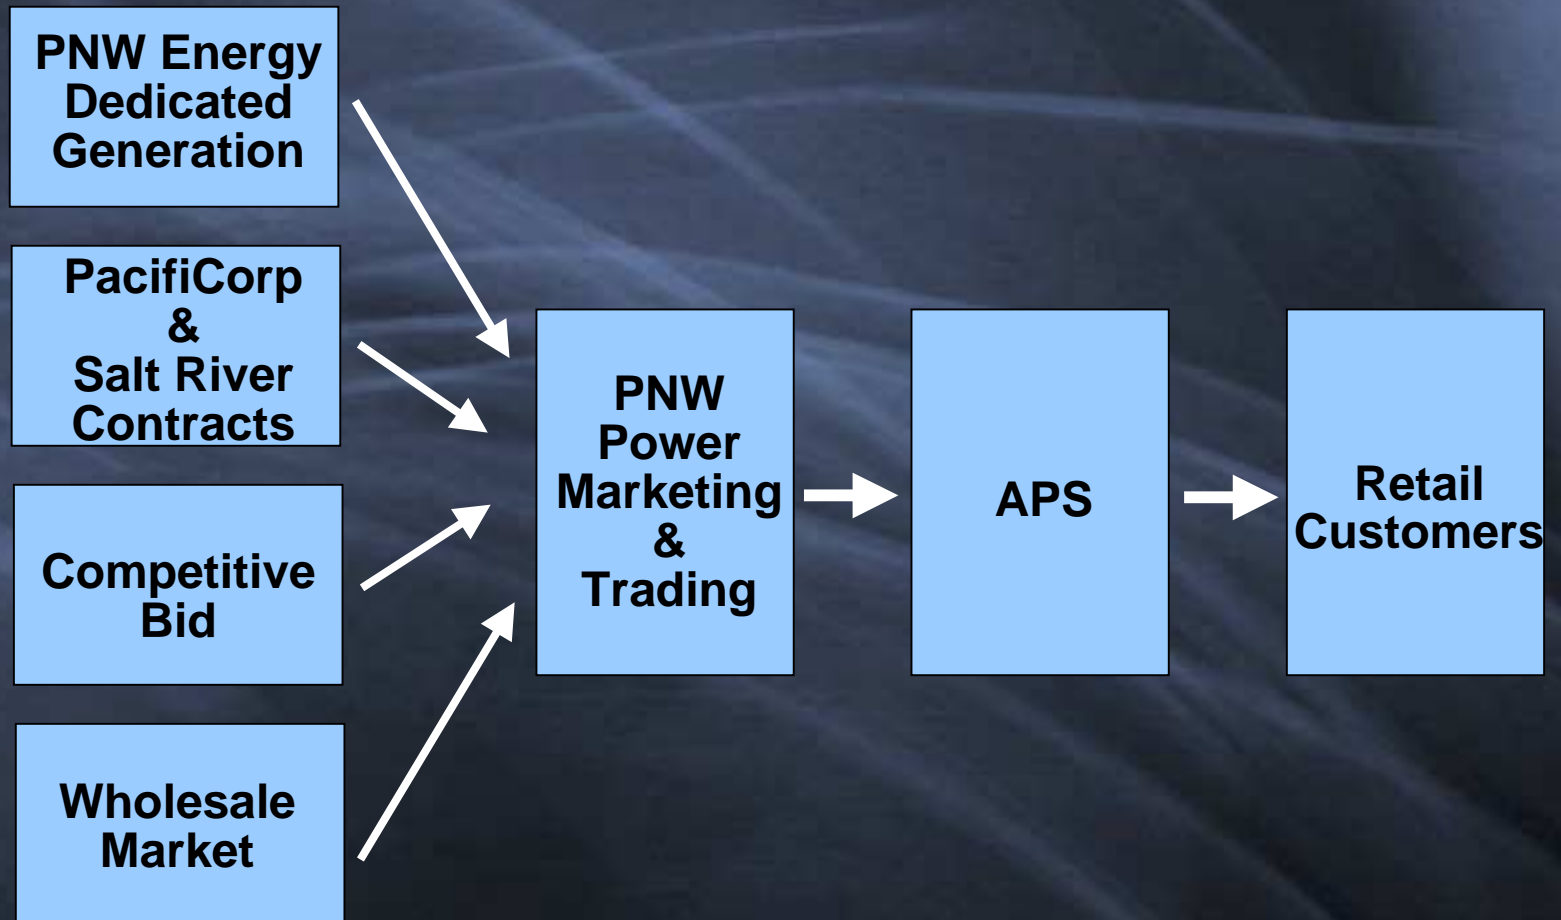 PNW Energy
Dedicated
Generation
PacifiCorp
&
Salt River
Contracts
Competitive
Bid
Wholesale
Market
PNW
Power
Marketing
&
Trading
APS
Retail
Customers